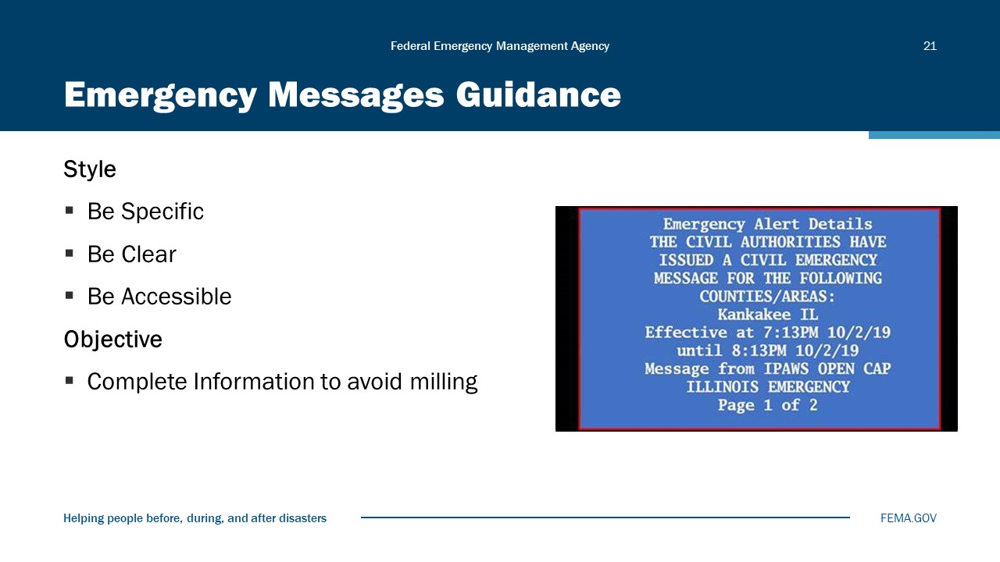 Federal Emergency Management Agency
21
Emergency Messages Guidance
Style
▪ Be Specific
▪ Be Clear
▪ Be Accessible
Objective
▪ Complete Information to avoid milling
Emergency Alert Details
THE CIVIL AUTHORITIES HAVE
ISSUED A CIVIL EMERGENCY
MESSAGE FOR THE FOLLOWING
COUNTIES/AREAS:
Kankakee IL
Effective at 7:13PM 10/2/19
until 8:13PM 10/2/19
Message from IPAWS OPEN CAP
ILLINOIS EMERGENCY
Page 1 of 2
Helping people before, during, and after disasters
FEMA.GOV